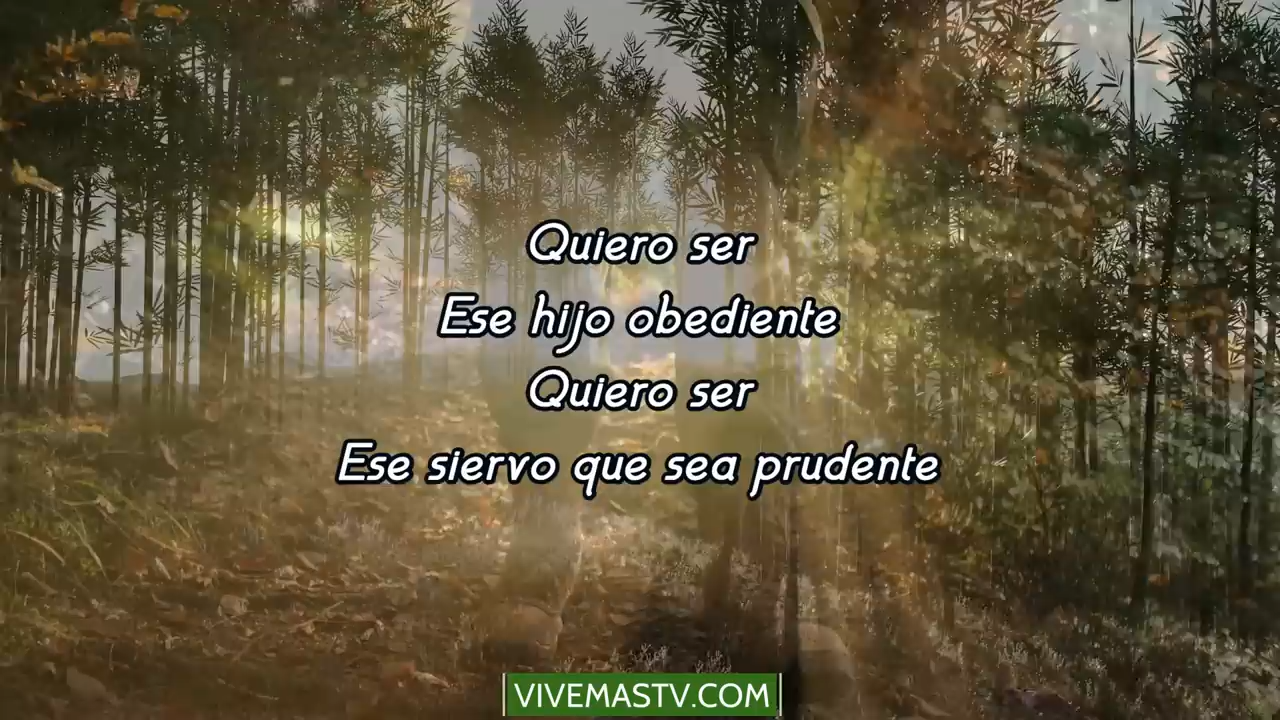 Quiero ser
Ese hijo obediente
Quiero ser
Ese siervo que sea prudente
VIVEMASTV.COM